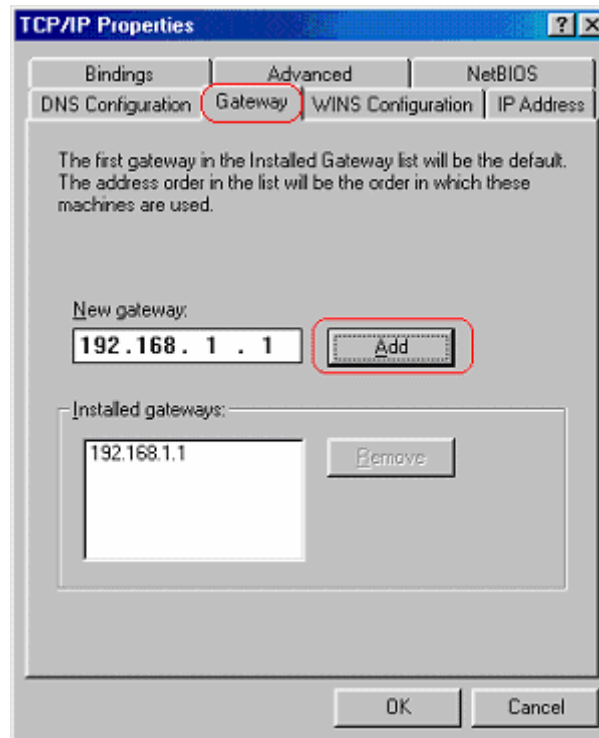 TCP/IP Properties
? ×
Bindings Advanced NetBIOS
DNS Configuration Gateway WINS Configuration IP Address
The first gateway in the Installed Gateway list will be the default.
The address order in the list will be the order in which these
machines are used.
New gateway:
192.168. 1 . 1 Add
Installed gateways:
192.168.1.1 Remove
OK Cancel